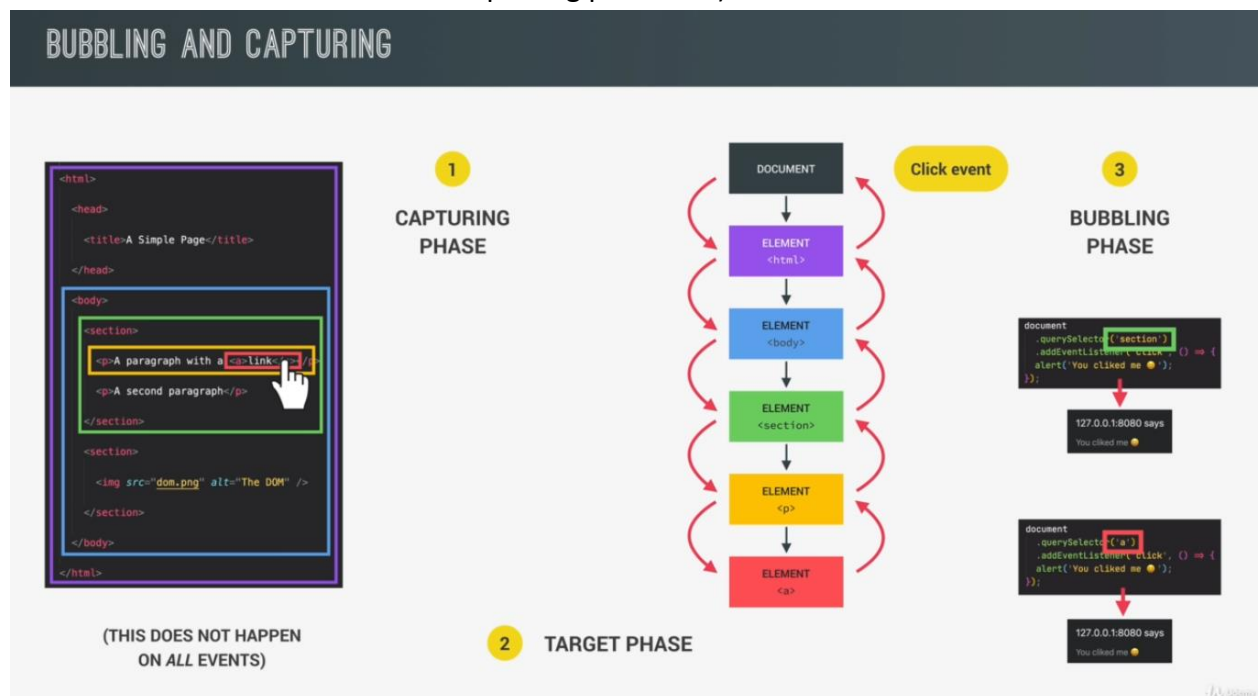 BUBBLING AND CAPTURING
<html>
<head>
<title>A Simple Page</title>
</head>
<body>
<section>
<p>A paragraph with a <a>link
<p>A second paragraph</p>
</section>
<section>
<img src="dom.png" alt="The DOM" />
</section>
</body>
</html>
(THIS DOES NOT HAPPEN
ON ALL EVENTS)
1
CAPTURING
PHASE
2
TARGET PHASE
DOCUMENT
ELEMENT
<html>
ELEMENT
<body>
ELEMENT
<section>
ELEMENT
<p>
ELEMENT
<a>
Click event
3
BUBBLING
PHASE
document
.querySelector('section')
.addEventListener('click', () => {
alert('You cliked me 😀');
});
127.0.0.1:8080 says
You cliked me 😀
document
.querySelector('a')
.addEventListener('click', () => {
alert('You cliked me 😀');
});
127.0.0.1:8080 says
You cliked me 😀